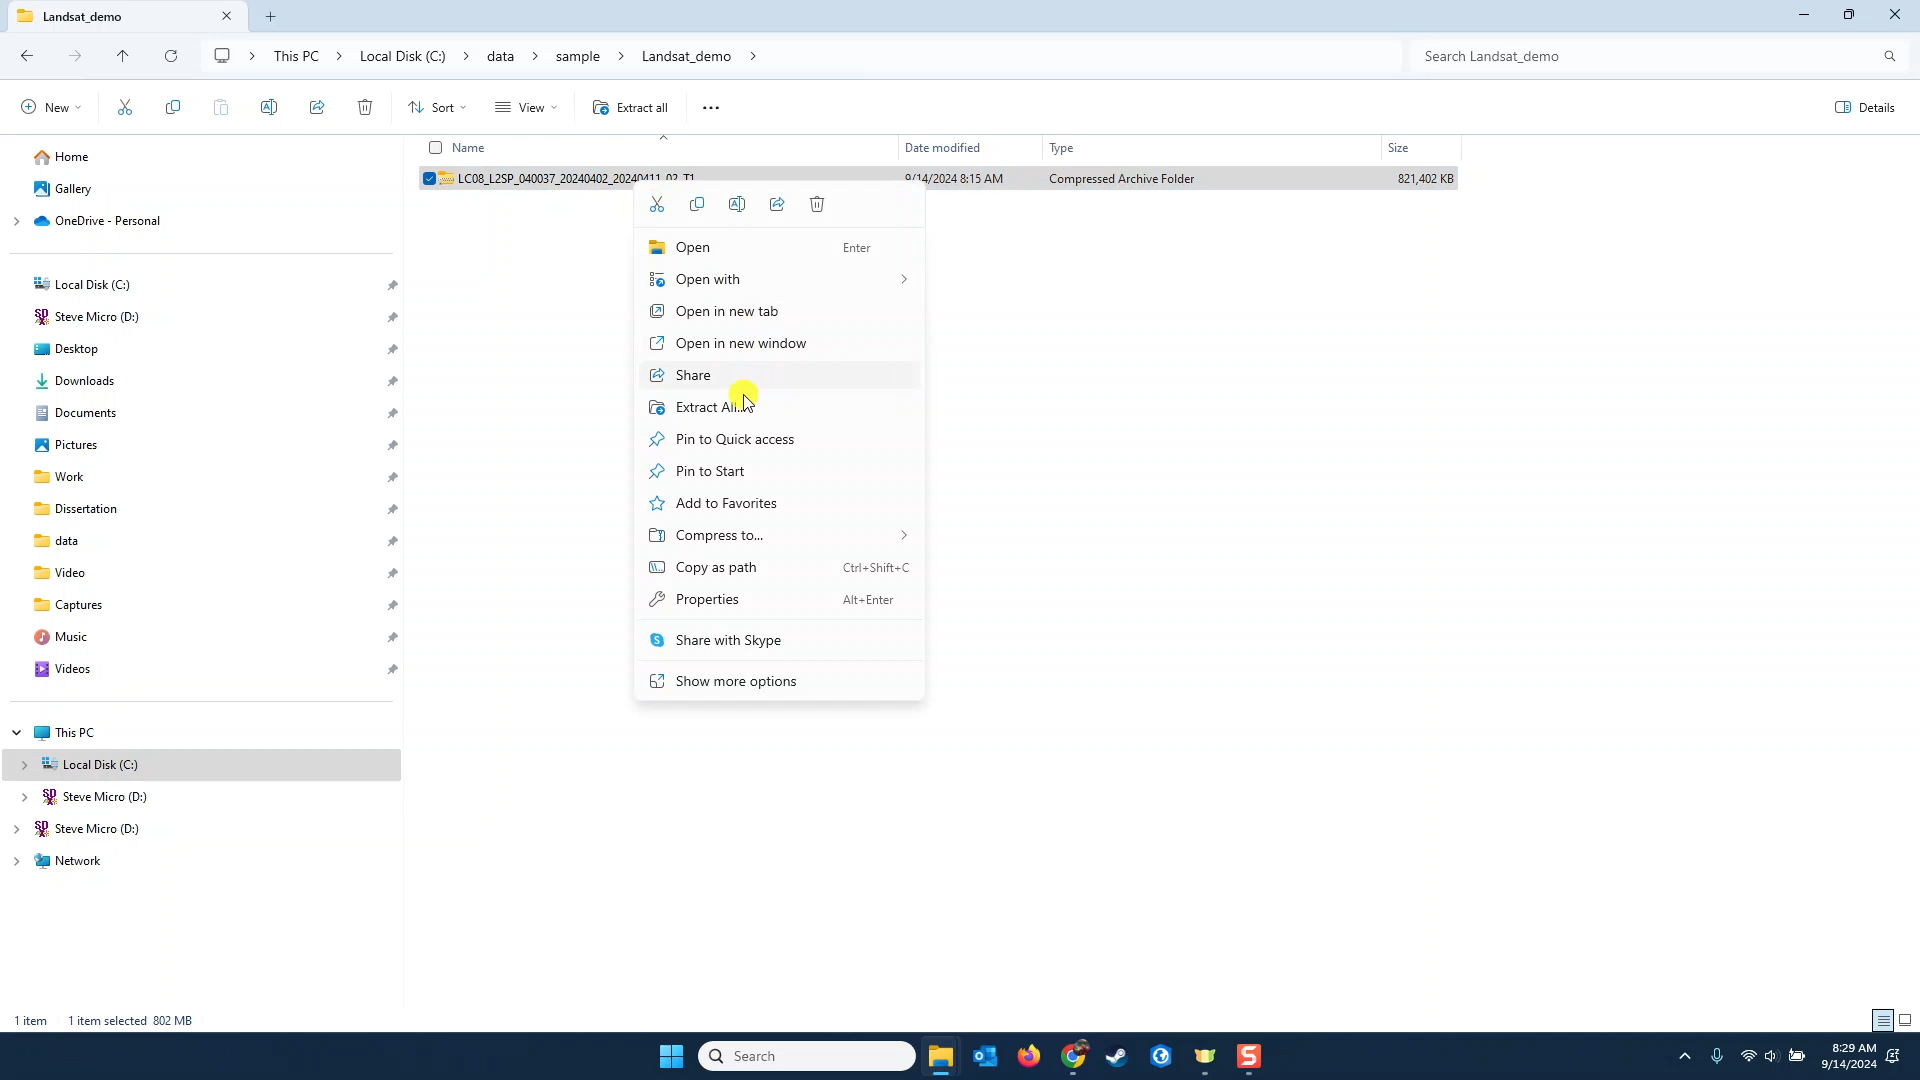 Landsat_demo
This PC
Local Disk (C:)
data
sample
Landsat_demo
Search Landsat_demo
New
Sort
View
Extract all
Details
Name
Date modified
Type
Size
LC08_L2SP_040037_20240402_20240411_02_T1
9/14/2024 8:15 AM
Compressed Archive Folder
821,402 KB
Home
Gallery
OneDrive - Personal
Local Disk (C:)
Steve Micro (D:)
Desktop
Downloads
Documents
Pictures
Work
Dissertation
data
Video
Captures
Music
Videos
This PC
Local Disk (C:)
Steve Micro (D:)
Steve Micro (D:)
Network
Open Enter
Open with
Open in new tab
Open in new window
Share
Extract All...
Pin to Quick access
Pin to Start
Add to Favorites
Compress to...
Copy as path Ctrl+Shift+C
Properties Alt+Enter
Share with Skype
Show more options
1 item 1 item selected 802 MB
Search
8:29 AM
9/14/2024